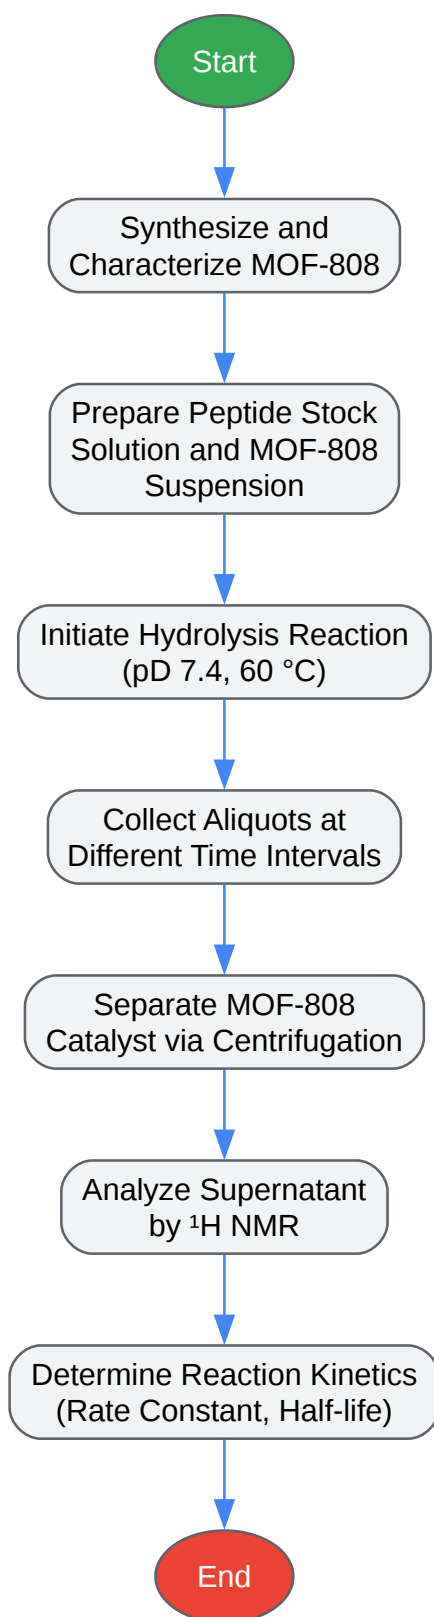 Start
Synthesize and
Characterize MOF-808
Prepare Peptide Stock
Solution and MOF-808
Suspension
Initiate Hydrolysis Reaction
(pD 7.4, 60 °C)
Collect Aliquots at
Different Time Intervals
Separate MOF-808
Catalyst via Centrifugation
Analyze Supernatant
by ¹H NMR
Determine Reaction Kinetics
(Rate Constant, Half-life)
End